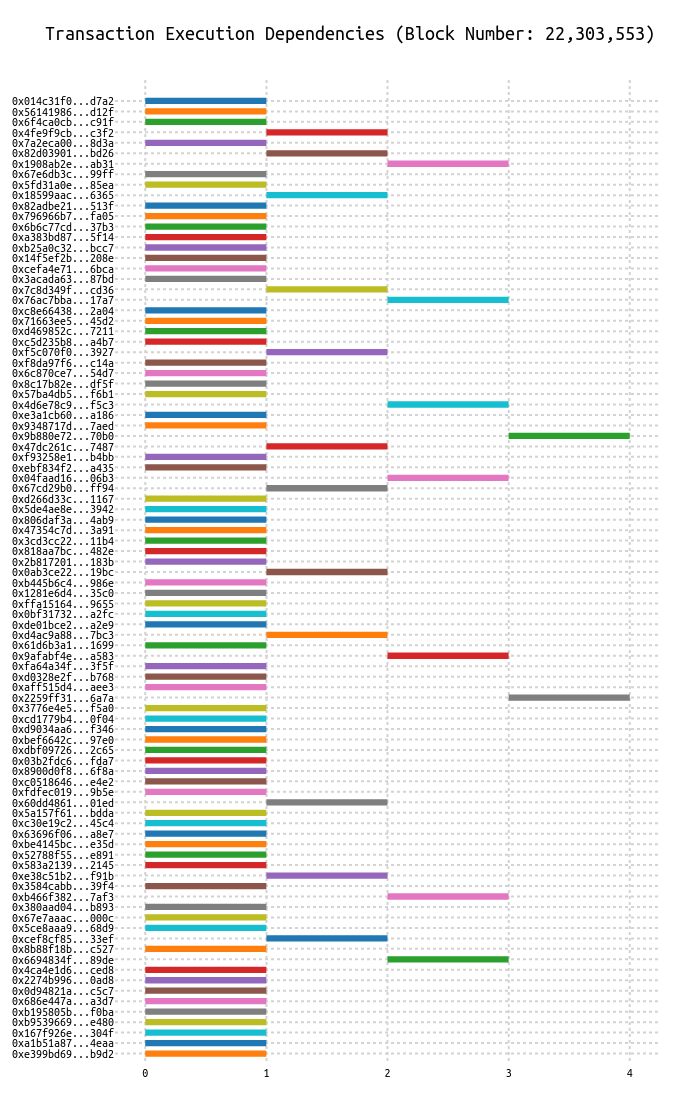 Transaction Execution Dependencies (Block Number: 22,303,553)
0x014c31f0...d7a2
0x56141986...d12f
0x6f4ca0cb...c91f
0x4fe9f9cb...c3f2
0x7a2eca00...8d3a
0x82d03901...bd26
0x1908ab2e...ab31
0x67e6db3c...99ff
0x5fd31a0e...85ea
0x18599aac...6365
0x82adbe21...513f
0x796966b7...fa05
0x6b6c77cd...37b3
0xa383bd87...5f14
0xb25a0c32...bcc7
0x14f5ef2b...208e
0xcefa4e71...6bca
0x3acada63...87bd
0x7c8d349f...cd36
0x76ac7bba...17a7
0xc8e66438...2a04
0x71663ee5...45d2
0xd469852c...7211
0xc5d235b8...a4b7
0xf5c070f0...3927
0xf8da97f6...c14a
0x6c870ce7...54d7
0x8c17b82e...df5f
0x57ba4db5...f6b1
0x4d6e78c9...f5c3
0xe3a1cb60...a186
0x9348717d...7aed
0x9b880e72...70b0
0x47dc261c...7487
0xf93258e1...b4bb
0xebf834f2...a435
0x04faad16...06b3
0x67cd29b0...ff94
0xd266d33c...1167
0x5de4ae8e...3942
0x806daf3a...4ab9
0x47354c7d...3a91
0x3cd3cc22...11b4
0x818aa7bc...482e
0x2b817201...183b
0x0ab3ce22...19bc
0xb445b6c4...986e
0x1281e6d4...35c0
0xffa15164...9655
0x0bf31732...a2fc
0xde01bce2...a2e9
0xd4ac9a88...7bc3
0x61d6b3a1...1699
0x9afabf4e...a583
0xfa64a34f...3f5f
0xd0328e2f...b768
0xaff515d4...aee3
0x2259ff31...6a7a
0x3776e4e5...f5a0
0xcd1779b4...0f04
0xd9034aa6...f346
0xbef6642c...97e0
0xdbf09726...2c65
0x03b2fdc6...fda7
0x8900d0f8...6f8a
0xc0518646...e4e2
0xfdfec019...9b5e
0x60dd4861...01ed
0x5a157f61...bdda
0xc30e19c2...45c4
0x63696f06...a8e7
0xbe4145bc...e35d
0x52788f55...e891
0x583a2139...2145
0xe38c51b2...f91b
0x3584cabb...39f4
0xb466f382...7af3
0x380aad04...b893
0x67e7aaac...000c
0x5ce8aaa9...68d9
0xcef8cf85...33ef
0x8b88f18b...c527
0x6694834f...89de
0x4ca4e1d6...ced8
0x2274b996...0ad8
0x0d94821a...c5c7
0x686e447a...a3d7
0xb195805b...f0ba
0xb9539669...e480
0x167f926e...304f
0xa1b51a87...4eaa
0xe399bd69...b9d2
0 1 2 3 4